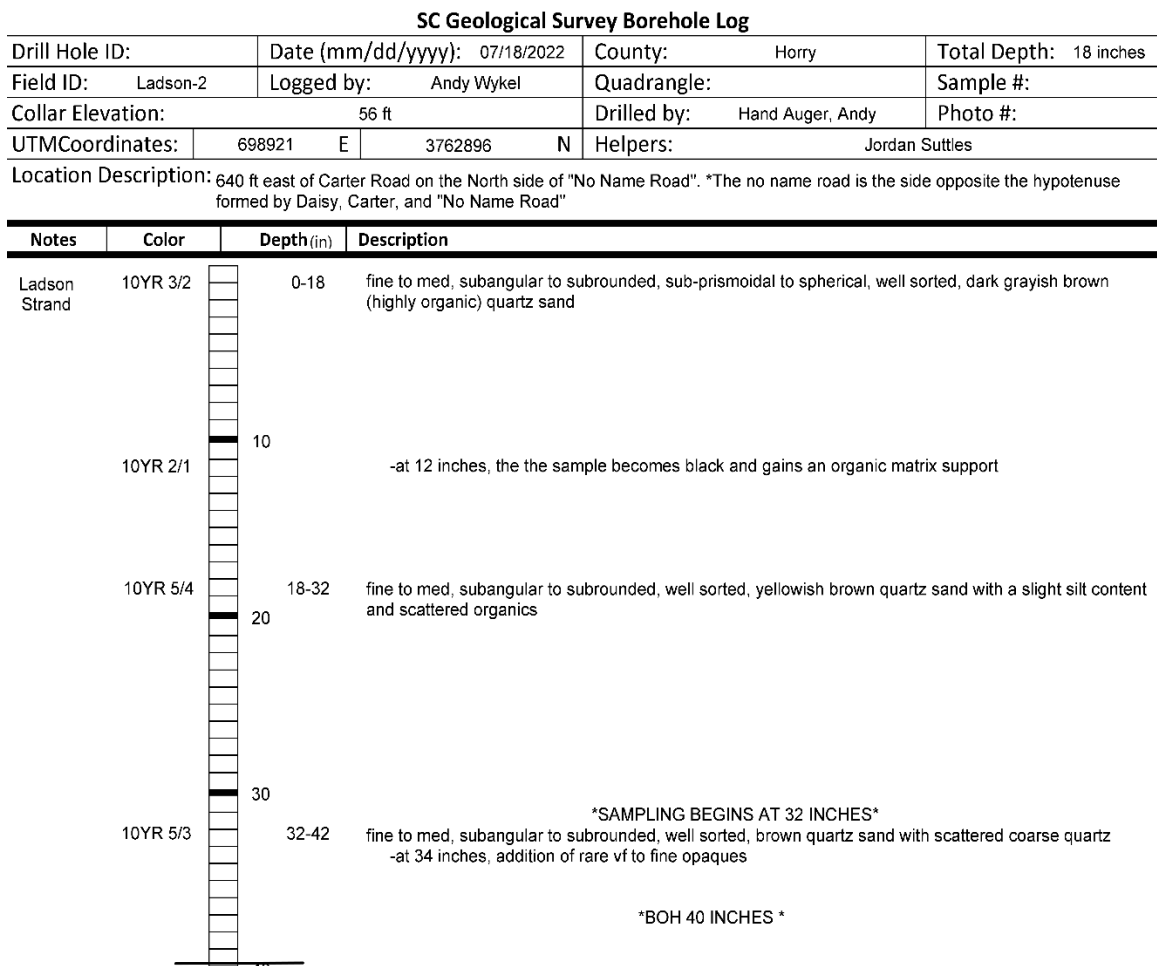 SC Geological Survey Borehole Log
Drill Hole ID: Date (mm/dd/yyyy): 07/18/2022 County: Horry Total Depth: 18 inches
Field ID: Ladson-2 Logged by: Andy Wykel Quadrangle: Sample #:
Collar Elevation: 56 ft Drilled by: Hand Auger, Andy Photo #:
UTMCoordinates: 698921 E 3762896 N Helpers: Jordan Suttles
Location Description: 640 ft east of Carter Road on the North side of "No Name Road". *The no name road is the side opposite the hypotenuse
formed by Daisy, Carter, and "No Name Road"
Notes Color Depth (in) Description
Ladson 10YR 3/2 0-18 fine to med, subangular to subrounded, sub-prismoidal to spherical, well sorted, dark grayish brown
Strand (highly organic) quartz sand
10
10YR 2/1 -at 12 inches, the the sample becomes black and gains an organic matrix support
10YR 5/4 18-32 fine to med, subangular to subrounded, well sorted, yellowish brown quartz sand with a slight silt content
and scattered organics
20
30
*SAMPLING BEGINS AT 32 INCHES*
10YR 5/3 32-42 fine to med, subangular to subrounded, well sorted, brown quartz sand with scattered coarse quartz
-at 34 inches, addition of rare vf to fine opaques
*BOH 40 INCHES *